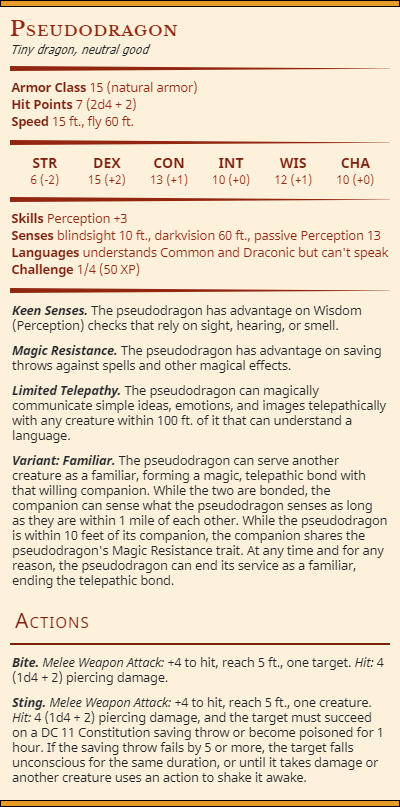 PSEUDODRAGON
Tiny dragon, neutral good
Armor Class 15 (natural armor)
Hit Points 7 (2d4 + 2)
Speed 15 ft., fly 60 ft.
STR DEX CON INT WIS CHA
6 (-2) 15 (+2) 13 (+1) 10 (+0) 12 (+1) 10 (+0)
Skills Perception +3
Senses blindsight 10 ft., darkvision 60 ft., passive Perception 13
Languages understands Common and Draconic but can't speak
Challenge 1/4 (50 XP)
Keen Senses. The pseudodragon has advantage on Wisdom
(Perception) checks that rely on sight, hearing, or smell.
Magic Resistance. The pseudodragon has advantage on saving
throws against spells and other magical effects.
Limited Telepathy. The pseudodragon can magically
communicate simple ideas, emotions, and images telepathically
with any creature within 100 ft. of it that can understand a
language.
Variant: Familiar. The pseudodragon can serve another
creature as a familiar, forming a magic, telepathic bond with
that willing companion. While the two are bonded, the
companion can sense what the pseudodragon senses as long
as they are within 1 mile of each other. While the pseudodragon
is within 10 feet of its companion, the companion shares the
pseudodragon's Magic Resistance trait. At any time and for any
reason, the pseudodragon can end its service as a familiar,
ending the telepathic bond.
ACTIONS
Bite. Melee Weapon Attack: +4 to hit, reach 5 ft., one target. Hit: 4
(1d4 + 2) piercing damage.
Sting. Melee Weapon Attack: +4 to hit, reach 5 ft., one creature.
Hit: 4 (1d4 + 2) piercing damage, and the target must succeed
on a DC 11 Constitution saving throw or become poisoned for 1
hour. If the saving throw fails by 5 or more, the target falls
unconscious for the same duration, or until it takes damage or
another creature uses an action to shake it awake.